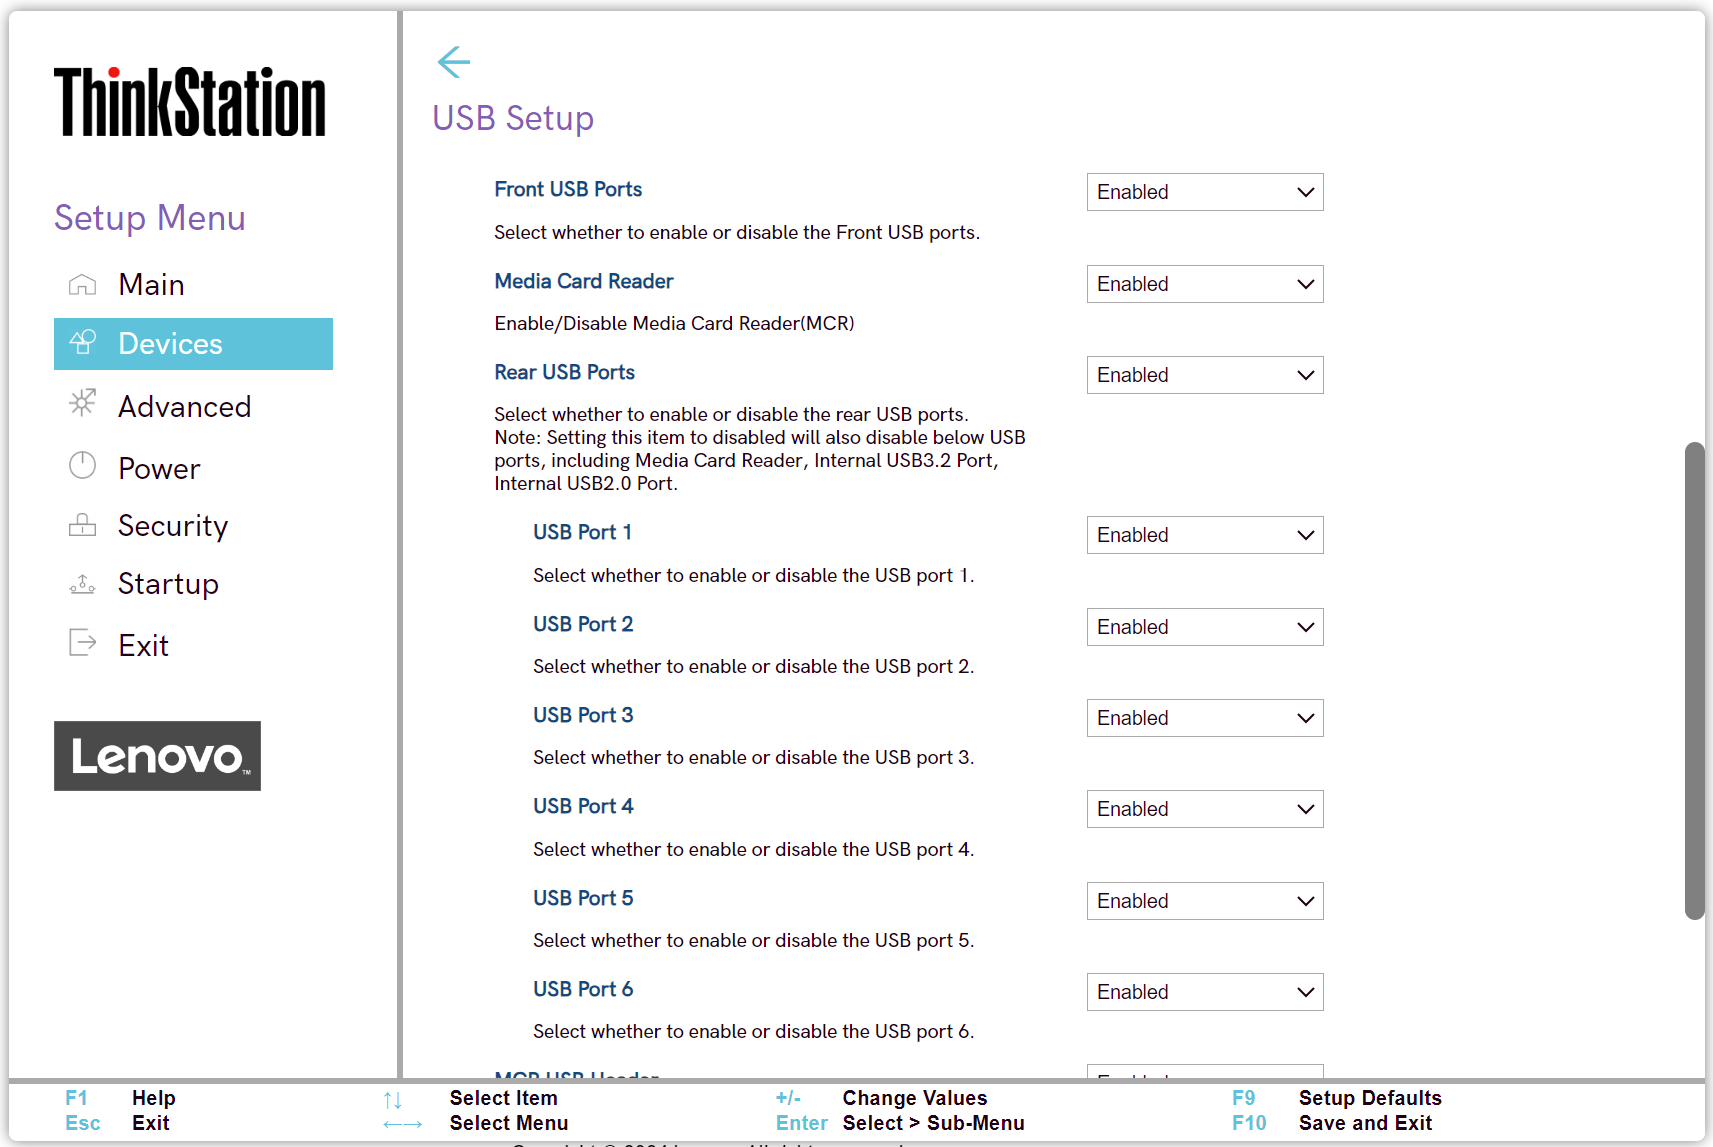 ThinkStation
Setup Menu
Main
Devices
Advanced
Power
Security
Startup
Exit
Lenovo™
USB Setup
Front USB Ports
Enabled
Select whether to enable or disable the Front USB ports.
Media Card Reader
Enabled
Enable/Disable Media Card Reader(MCR)
Rear USB Ports
Enabled
Select whether to enable or disable the rear USB ports.
Note: Setting this item to disabled will also disable below USB
ports, including Media Card Reader, Internal USB3.2 Port,
Internal USB2.0 Port.
USB Port 1
Enabled
Select whether to enable or disable the USB port 1.
USB Port 2
Enabled
Select whether to enable or disable the USB port 2.
USB Port 3
Enabled
Select whether to enable or disable the USB port 3.
USB Port 4
Enabled
Select whether to enable or disable the USB port 4.
USB Port 5
Enabled
Select whether to enable or disable the USB port 5.
USB Port 6
Enabled
Select whether to enable or disable the USB port 6.
MCR USB Header
Enabled
F1 Help ↑↓ Select Item +/- Change Values F9 Setup Defaults
Esc Exit ←→ Select Menu Enter Select > Sub-Menu F10 Save and Exit